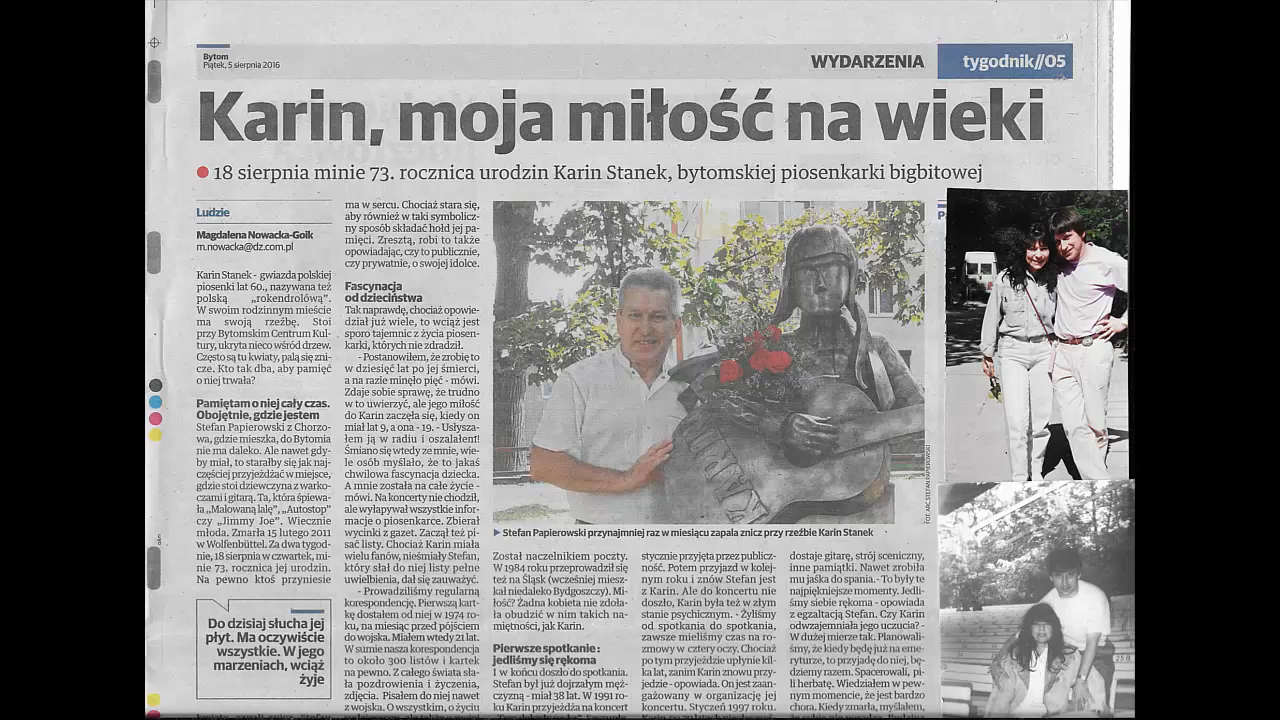 Bytom
Piątek, 5 sierpnia 2016
WYDARZENIA
tygodnik//05
Karin, moja miłość na wieki
18 sierpnia minie 73. rocznica urodzin Karin Stanek, bytomskiej piosenkarki bigbitowej
Ludzie
Magdalena Nowacka-Goik
m.nowacka@dz.com.pl
Karin Stanek - gwiazda polskiej
piosenki lat 60., nazywana też
polską „rokendrolową”.
W swoim rodzinnym mieście
ma swoją rzeźbę. Stoi
przy Bytomskim Centrum Kul-
tury, ukryta nieco wśród drzew.
Często są tu kwiaty, palą się zni-
cze. Kto tak dba, aby pamięć
o niej trwała?
Pamiętam o niej cały czas.
Obojętnie, gdzie jestem
Stefan Papierowski z Chorzo-
wa, gdzie mieszka, do Bytomia
nie ma daleko. Ale nawet gdy-
by miał, to starałby się jak naj-
częściej przyjeżdżać w miejsce,
gdzie stoi dziewczyna z warko-
czami i gitarą. Ta, która śpiewa-
ła „Malowaną lalę”, „Autostop”
czy „Jimmy Joe”. Wiecznie
młoda. Zmarła 15 lutego 2011
w Wolfenbüttel. Za dwa tygod-
nie, 18 sierpnia w czwartek, mi-
nie 73, rocznica jej urodzin.
Na pewno ktoś przyniesie
Do dzisiaj słucha jej
płyt. Ma oczywiście
wszystkie. W jego
marzeniach, wciąż
żyje
ma w sercu. Chociaż stara się,
aby również w taki symbolicz-
ny sposób składać hołd jej pa-
mięci. Zresztą, robi to także
opowiadając, czy to publicznie,
czy prywatnie, o swojej idolce.
Fascynacja
od dzieciństwa
Tak naprawdę, chociaż opowie-
dział już wiele, to wciąż jest
sporo tajemnic z życia piosen-
karki, których nie zdradził.
- Postanowiłem, że zrobię to
w dziesięć lat po jej śmierci,
a na razie minęło pięć - mówi.
Zdaje sobie sprawę, że trudno
w to uwierzyć, ale jego miłość
do Karin zaczęła się, kiedy on
miał lat 9, a ona - 19. - Usłysza-
łem ją w radiu i oszalałem!
Śmiano się wtedy ze mnie, wie-
le osób myślało, że to jakaś
chwilowa fascynacja dziecka.
A mnie została na całe życie -
mówi. Na koncerty nie chodził,
ale wyłapywał wszystkie infor-
macje o piosenkarce. Zbierał
wycinki z gazet. Zaczął też pi-
sać listy. Chociaż Karin miała
wielu fanów, nieśmiały Stefan,
który słał do niej listy pełne
uwielbienia, dał się zauważyć.
- Prowadziliśmy regularną
korespondencję. Pierwszą kart-
kę dostałem od niej w 1974 ro-
ku, na miesiąc przed pójściem
do wojska. Miałem wtedy 21 lat.
W sumie nasza korespondencja
to około 300 listów i kartek
na pewno. Z całego świata sła-
ła pozdrowienia i życzenia,
zdjęcia. Pisałem do niej nawet
z wojska. O wszystkim, o życiu
FOT. ARC. STEFAN PAPIEROWSKI
Stefan Papierowski przynajmniej raz w miesiącu zapala znicz przy rzeźbie Karin Stanek
Został naczelnikiem poczty.
W 1984 roku przeprowadził się
też na Śląsk (wcześniej miesz-
kał niedaleko Bydgoszczy). Mi-
łość? Żadna kobieta nie zdoła-
ła obudzić w nim takich na-
miętności, jak Karin.
Pierwsze spotkanie :
jedliśmy się rękoma
I w końcu doszło do spotkania.
Stefan był już dojrzałym męż-
czyzną - miał 38 lat. W 1991 ro-
ku Karin przyjeżdża na koncert
stycznie przyjęta przez publicz-
ność. Potem przyjazd w kolej-
nym roku i znów Stefan jest
z Karin. Ale do koncertu nie
doszło, Karin była też w złym
stanie psychicznym. - Żyliśmy
od spotkania do spotkania,
zawsze mieliśmy czas na ro-
zmowy w cztery oczy. Chociaż
po tym przyjeździe upłynie kil-
ka lat, zanim Karin znowu przy-
jedzie - opowiada. On jest zaan-
gażowany w organizację jej
koncertu. Styczeń 1997 roku.
dostaje gitarę, strój sceniczny,
inne pamiątki. Nawet zrobiła
mu jaśka do spania.- To były te
najpiękniejsze momenty. Jedli-
śmy siebie rękoma - opowiada
z egzaltacją Stefan. Czy Karin
odwzajemniała jego uczucia? -
W dużej mierze tak. Planowali-
śmy, że kiedy będę już na eme-
ryturze, to przyjadę do niej, bę-
dziemy razem. Spacerowali, pi-
li herbatę. Wiedziałem w pew-
nym momencie, że jest bardzo
chora. Kiedy zmarła, myślałem,